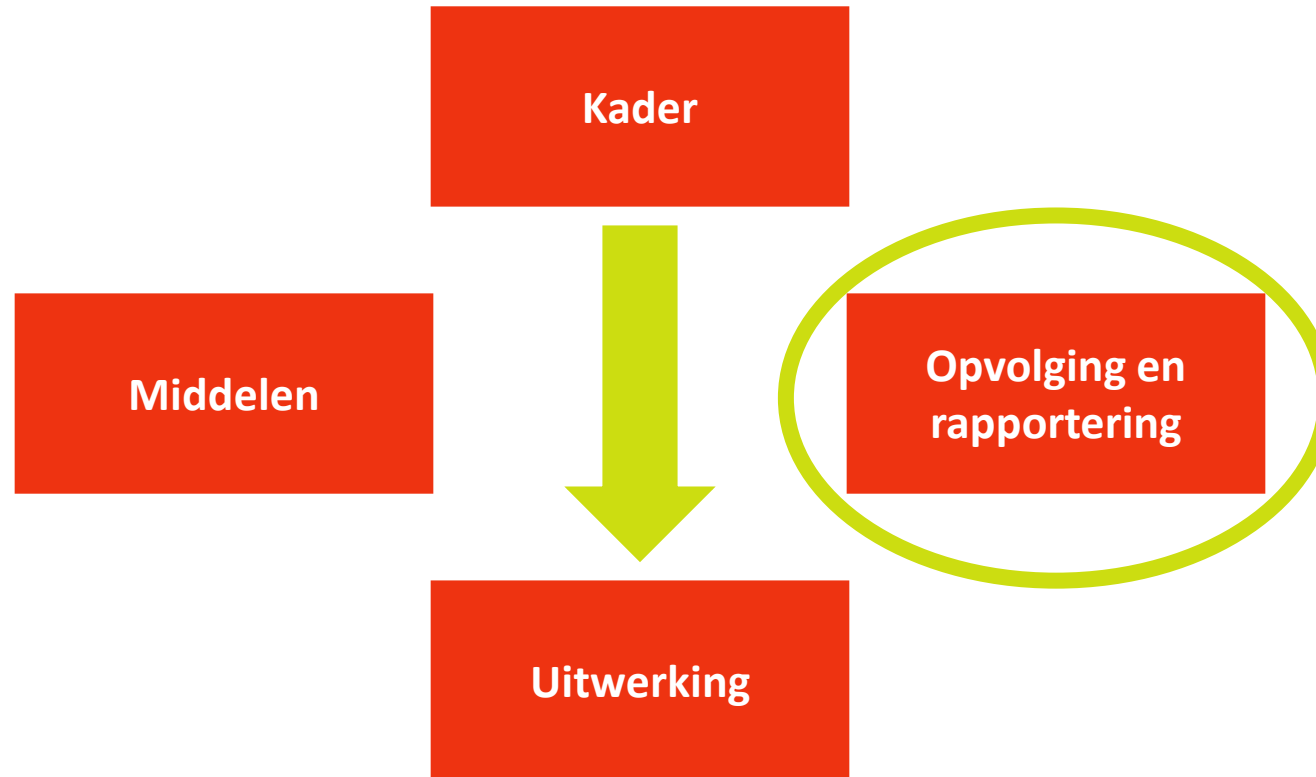 Kader
Middelen
Opvolging en
rapportering
Uitwerking